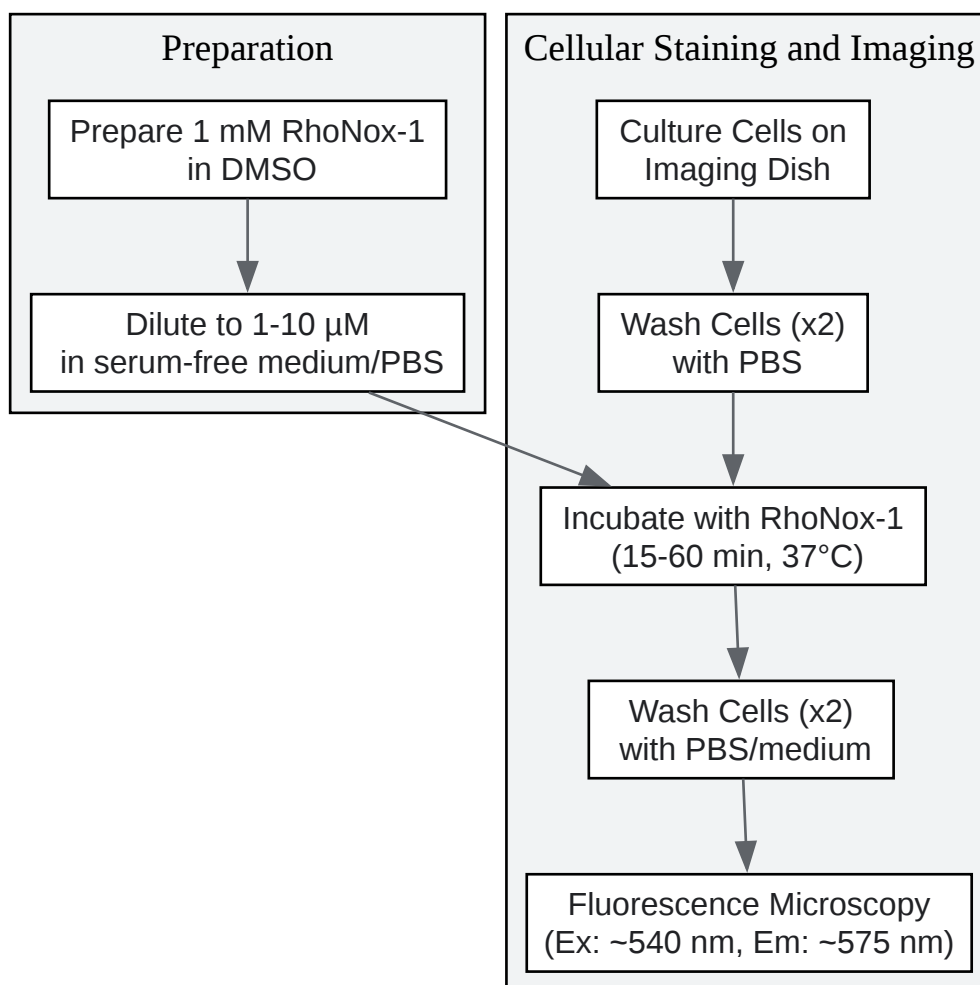 Preparation
Prepare 1 mM RhoNox-1
in DMSO
Dilute to 1-10 µM
in serum-free medium/PBS
Cellular Staining and Imaging
Culture Cells on
Imaging Dish
Wash Cells (x2)
with PBS
Incubate with RhoNox-1
(15-60 min, 37°C)
Wash Cells (x2)
with PBS/medium
Fluorescence Microscopy
(Ex: ~540 nm, Em: ~575 nm)